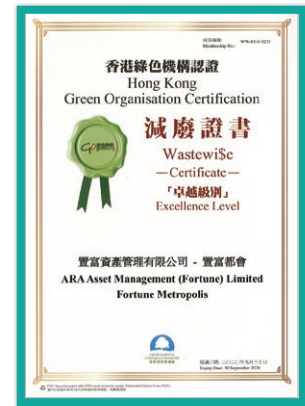 Membership No.:
香港綠色機構認證
Hong Kong
Green Organisation Certification
減廢證書
Wastewi$e
—Certificate—
「卓越級別」
Excellence Level
置富資產管理有限公司 - 置富都會
ARA Asset Management (Fortune) Limited
Fortune Metropolis